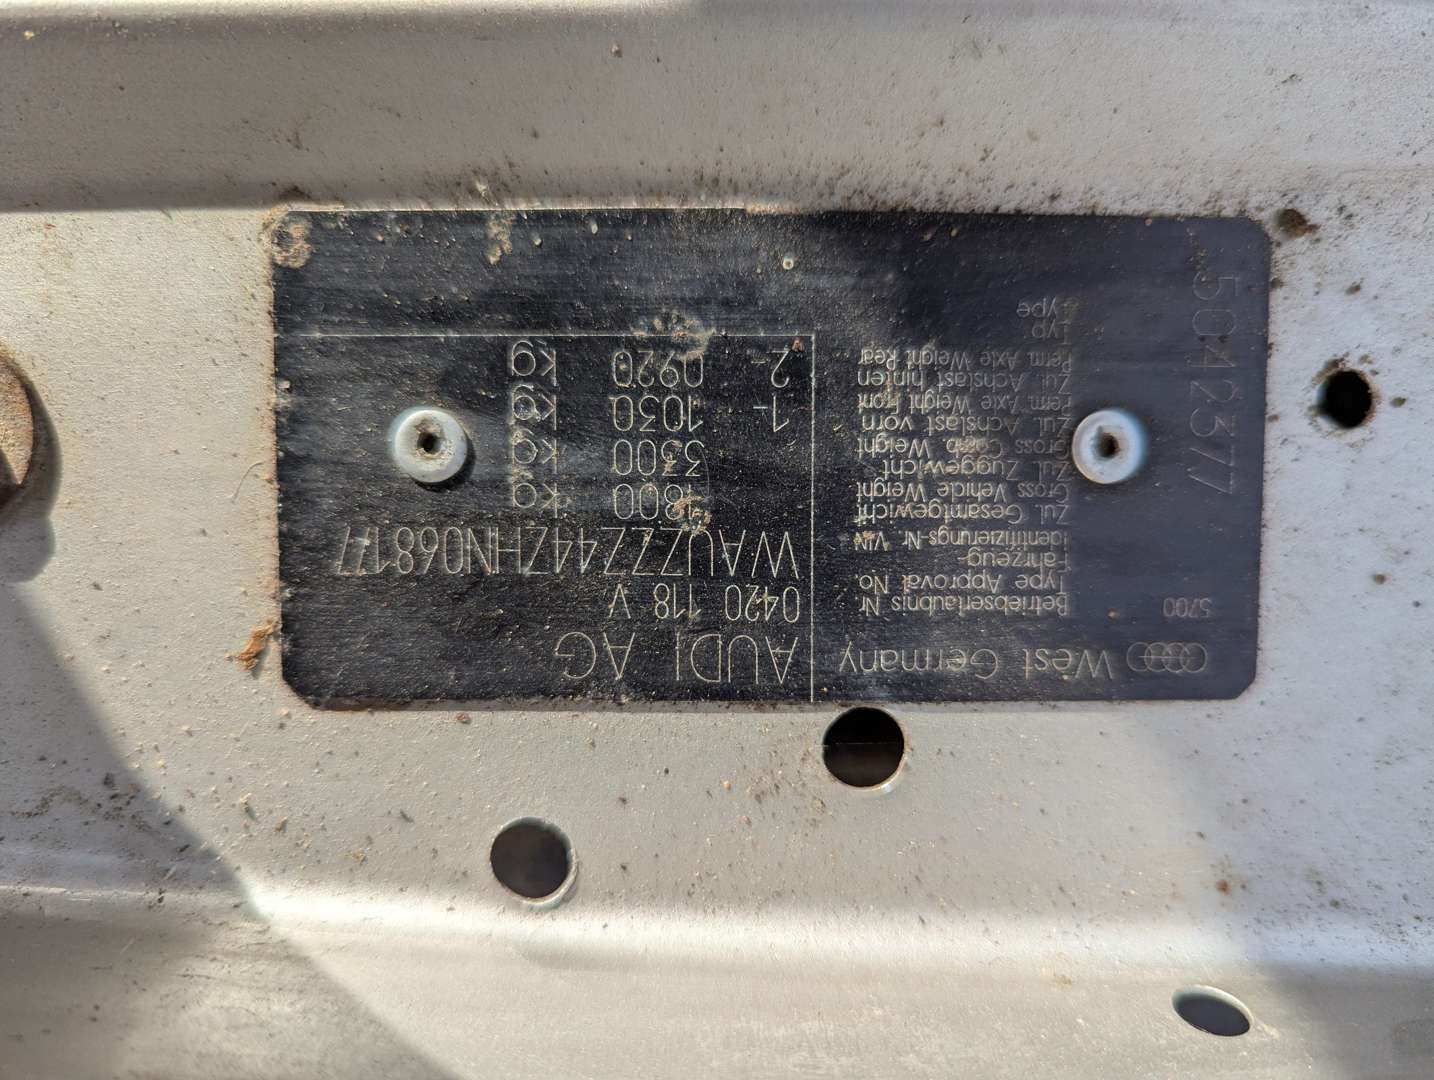 West Germany AUDI AG
5700
Betriebserlaubnis Nr. 0420 118 V
Type Approval No.
Fahrzeug-
Identifizierungs-Nr. VIN WAUZZZ44ZHN068177
Zul. Gesamtgewicht 1800 kg
Gross Vehicle Weight
Zul. Zuggewicht 3300 kg
Gross Comb. Weight
Zul. Achslast vorn 1- 1030 kg
Perm. Axle Weight Front
Zul. Achslast hinten 2- 0920 kg
Perm. Axle Weight Rear
Typ
Type
5042377